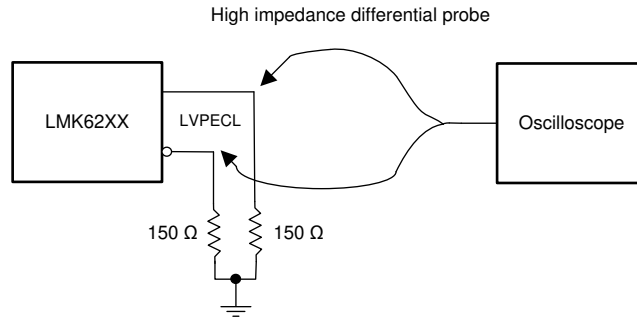 High impedance differential probe
LMK62XX
LVPECL
Oscilloscope
150 Ω
150 Ω